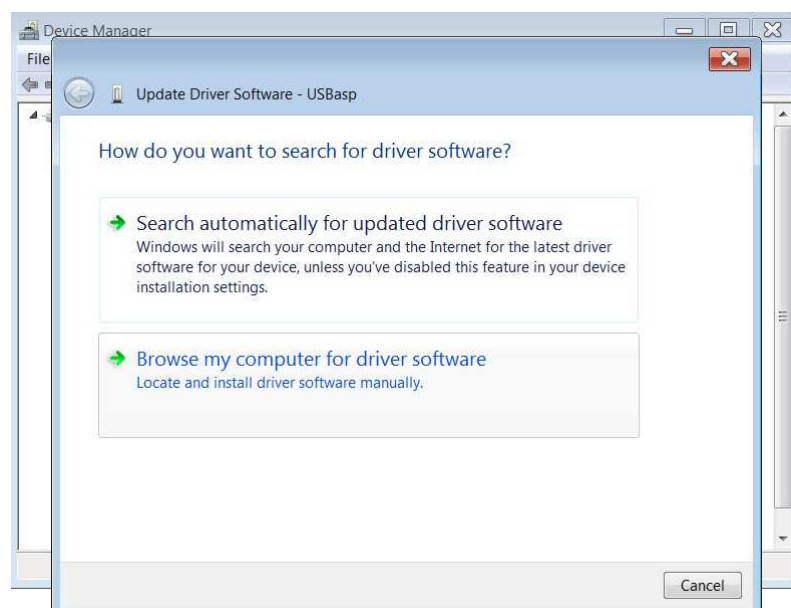 Device Manager
File
Update Driver Software - USBasp
How do you want to search for driver software?
Search automatically for updated driver software
Windows will search your computer and the Internet for the latest driver
software for your device, unless you've disabled this feature in your device
installation settings.
Browse my computer for driver software
Locate and install driver software manually.
Cancel